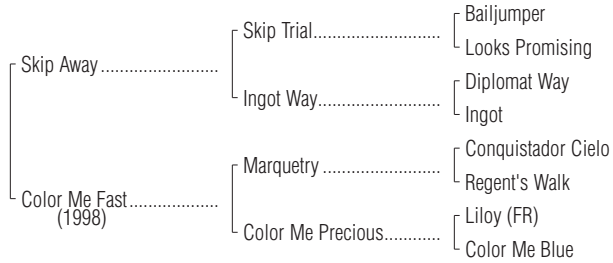 Bailjumper
Skip Trial
Looks Promising
Skip Away
Diplomat Way
Ingot Way
Ingot
Conquistador Cielo
Marquetry
Regent's Walk
Color Me Fast
(1998)
Liloy (FR)
Color Me Precious
Color Me Blue